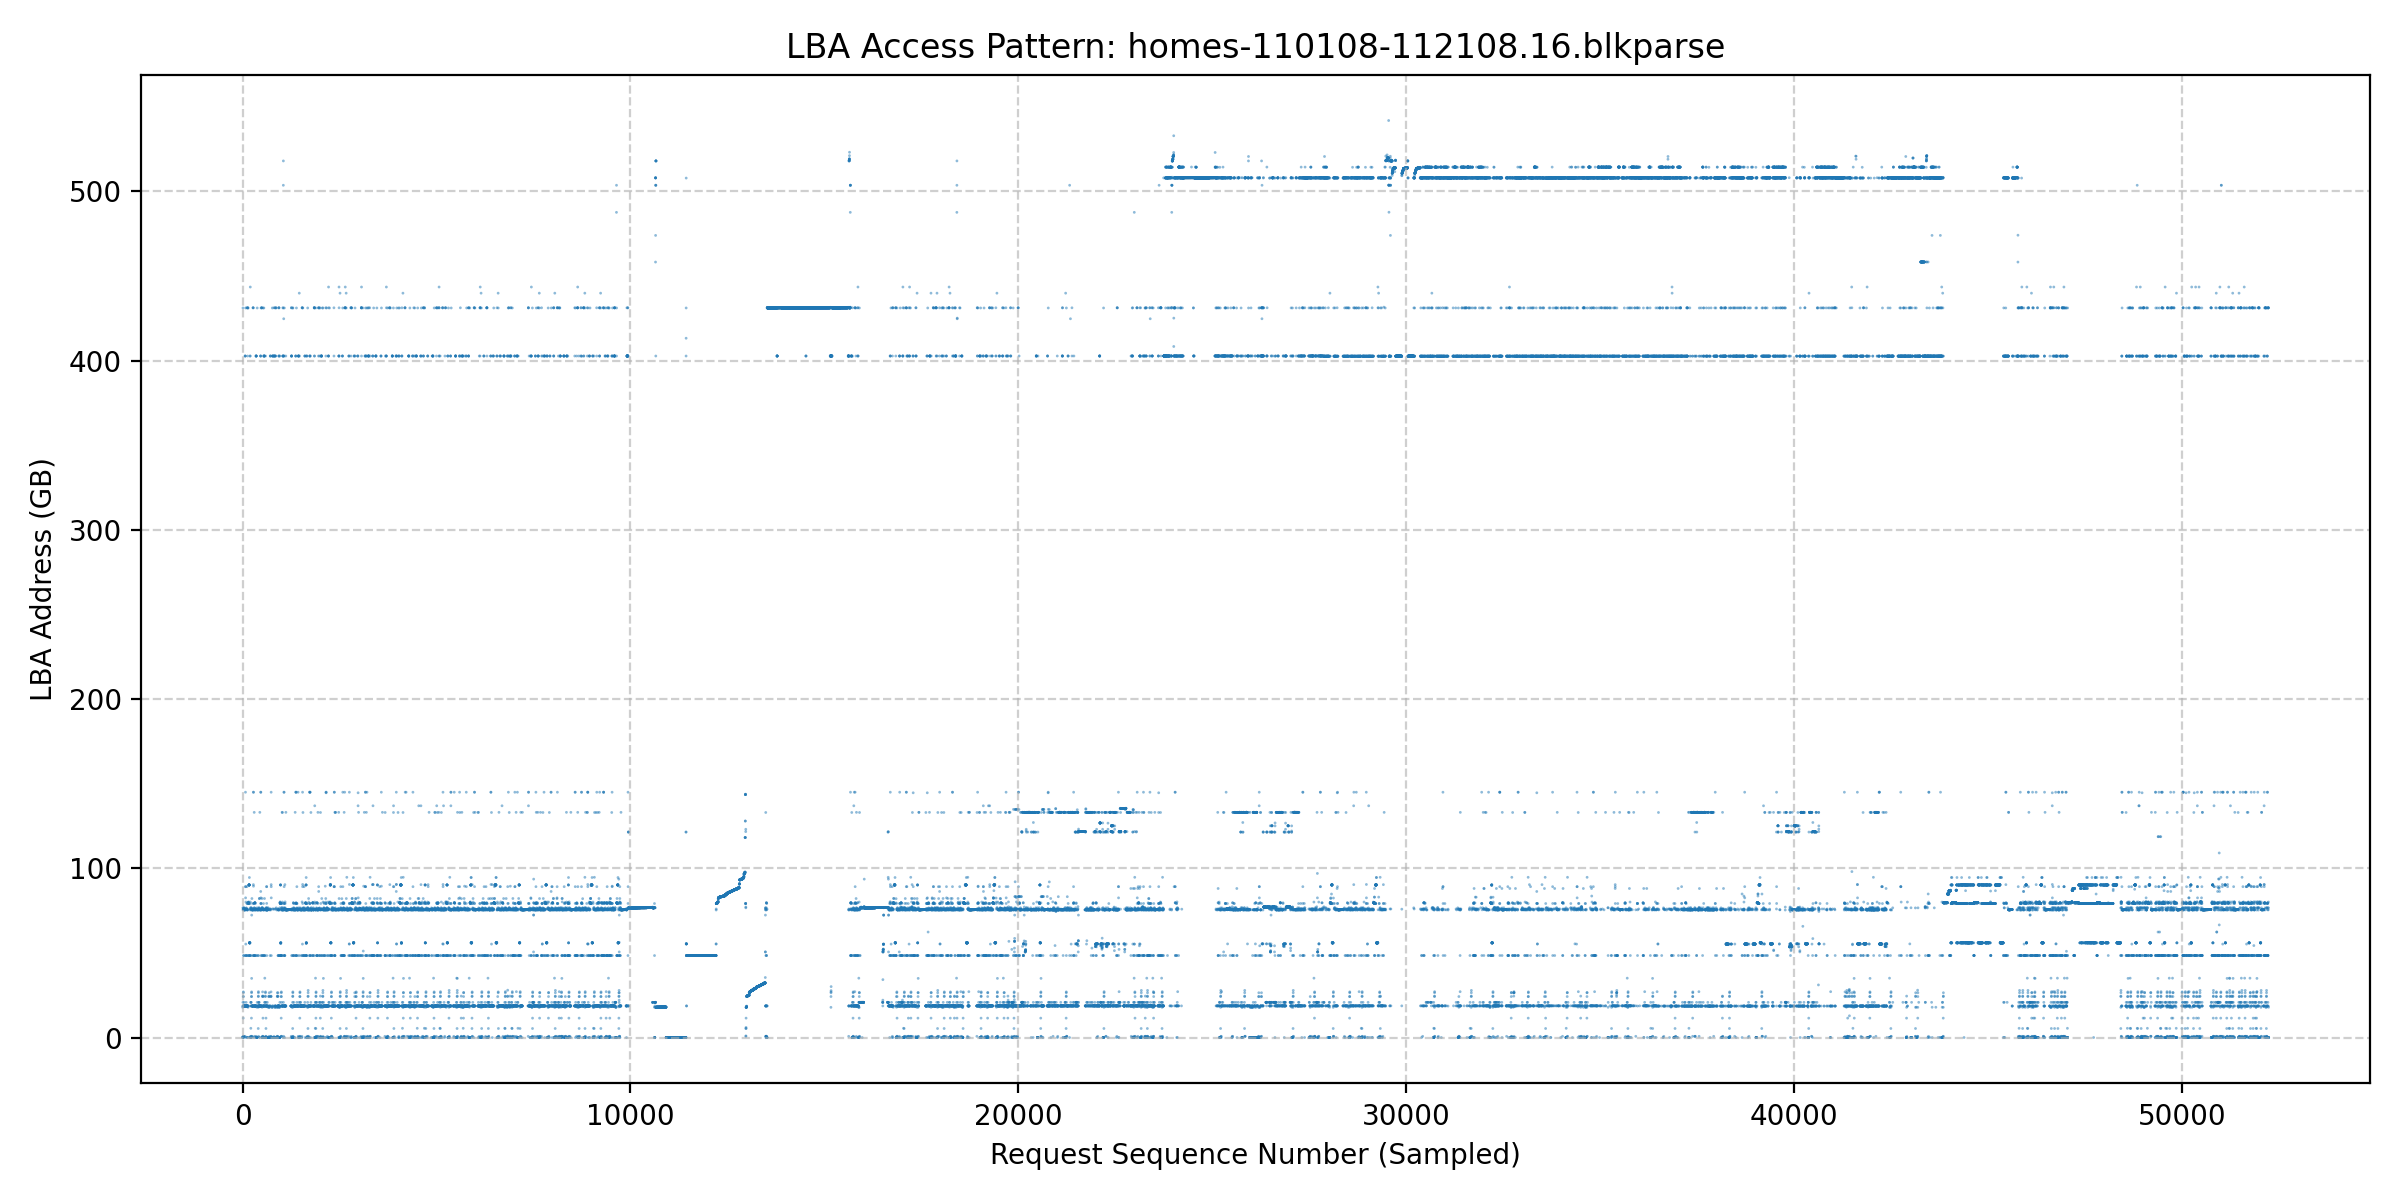 LBA Access Pattern: homes-110108-112108.16.blkparse
LBA Address (GB)
500
400
300
200
100
0
0 10000 20000 30000 40000 50000
Request Sequence Number (Sampled)